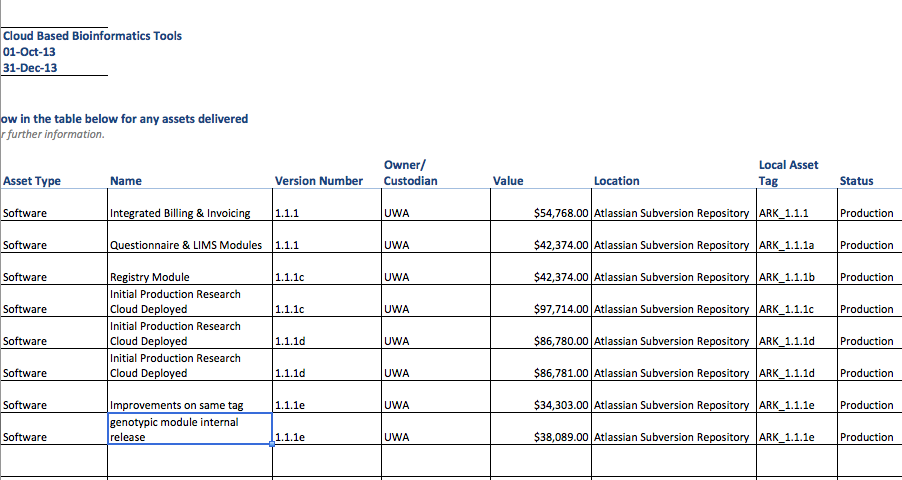 Cloud Based Bioinformatics Tools
01-Oct-13
31-Dec-13
ow in the table below for any assets delivered
r further information.
Asset Type Name Version Number Owner/ Custodian Value Location Local Asset Tag Status
Software Integrated Billing & Invoicing 1.1.1 UWA $54,768.00 Atlassian Subversion Repository ARK_1.1.1 Production
Software Questionnaire & LIMS Modules 1.1.1 UWA $42,374.00 Atlassian Subversion Repository ARK_1.1.1a Production
Software Registry Module 1.1.1c UWA $42,374.00 Atlassian Subversion Repository ARK_1.1.1b Production
Software Initial Production Research Cloud Deployed 1.1.1c UWA $97,714.00 Atlassian Subversion Repository ARK_1.1.1c Production
Software Initial Production Research Cloud Deployed 1.1.1d UWA $86,780.00 Atlassian Subversion Repository ARK_1.1.1d Production
Software Initial Production Research Cloud Deployed 1.1.1d UWA $86,781.00 Atlassian Subversion Repository ARK_1.1.1d Production
Software Improvements on same tag 1.1.1e UWA $34,303.00 Atlassian Subversion Repository ARK_1.1.1e Production
Software genotypic module internal release 1.1.1e UWA $38,089.00 Atlassian Subversion Repository ARK_1.1.1e Production